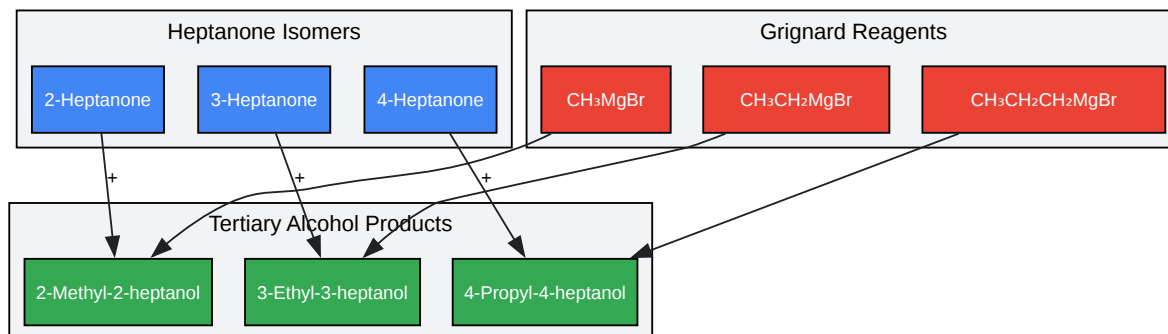 Heptanone Isomers
Grignard Reagents
2-Heptanone
3-Heptanone
4-Heptanone
CH₃MgBr
CH₃CH₂MgBr
CH₃CH₂CH₂MgBr
+
+
+
Tertiary Alcohol Products
2-Methyl-2-heptanol
3-Ethyl-3-heptanol
4-Propyl-4-heptanol